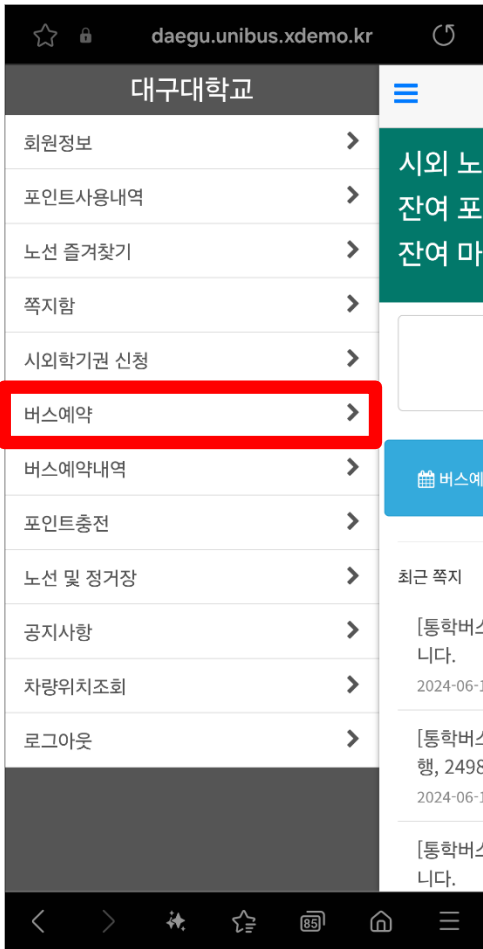 daegu.unibus.xdemo.kr
대구대학교
회원정보
포인트사용내역
노선 즐겨찾기
쪽지함
시외학기권 신청
버스예약
버스예약내역
포인트충전
노선 및 정거장
공지사항
차량위치조회
로그아웃
시외 노
잔여 포
잔여 마
버스예
최근 쪽지
[통학버스
니다.
2024-06-1
[통학버스
행, 2498
2024-06-1
[통학버스
니다.
85